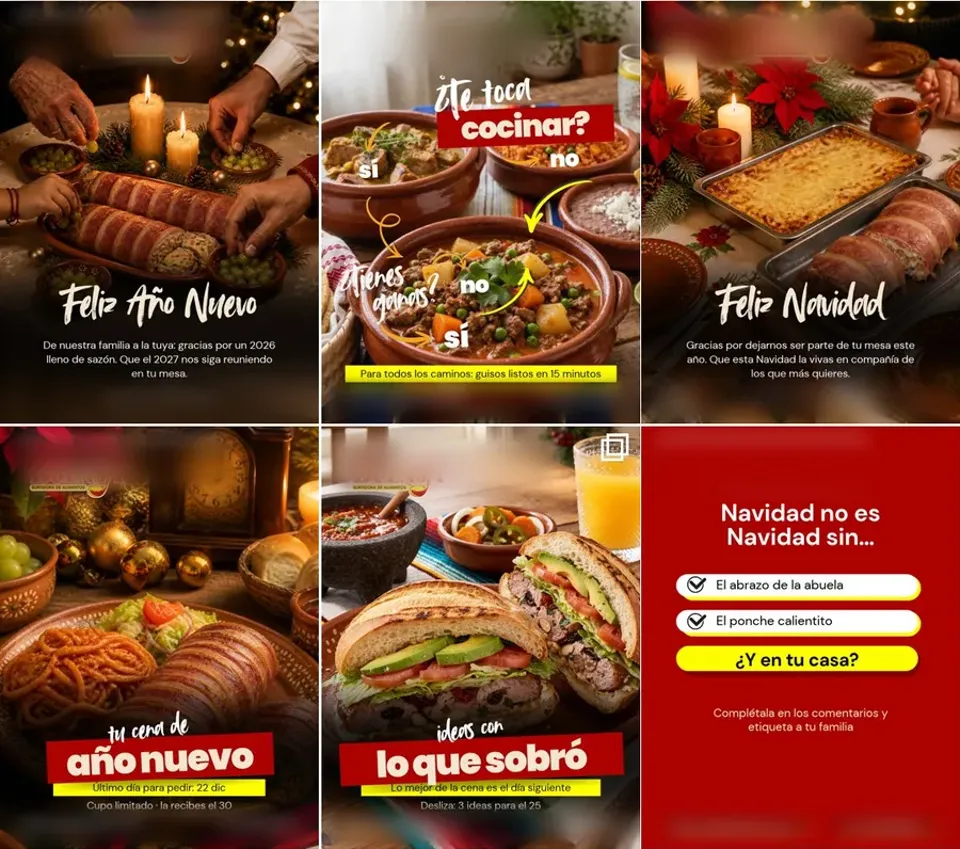 Feliz Año Nuevo
De nuestra familia a la tuya: gracias por un 2026
lleno de sazón. Que el 2027 nos siga reuniendo
en tu mesa.
¿Te toca
cocinar?
sí
no
¿Tienes
ganas?
no
sí
Para todos los caminos: guisos listos en 15 minutos
Feliz Navidad
Gracias por dejarnos ser parte de tu mesa este
año. Que esta Navidad la vivas en compañía de
los que más quieres.
SURTIDORA DE ALIMENTOS
tu cena de
año nuevo
Último día para pedir: 22 dic
Cupo limitado · la recibes el 30
SURTIDORA DE ALIMENTOS
ideas con
lo que sobró
Lo mejor de la cena es el día siguiente
Desliza: 3 ideas para el 25
Navidad no es
Navidad sin...
El abrazo de la abuela
El ponche calientito
¿Y en tu casa?
Complétala en los comentarios y
etiqueta a tu familia